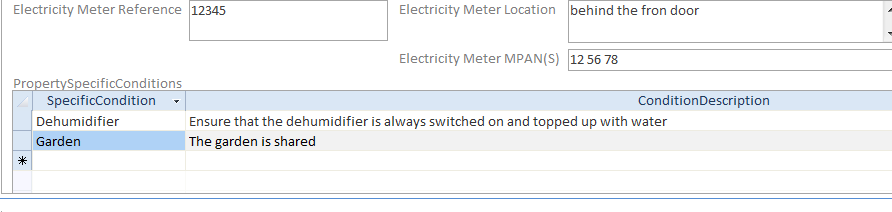 Electricity Meter Reference 12345 Electricity Meter Location behind the fron door
Electricity Meter MPAN(S) 12 56 78
PropertySpecificConditions
SpecificCondition ConditionDescription
Dehumidifier Ensure that the dehumidifier is always switched on and topped up with water
Garden The garden is shared